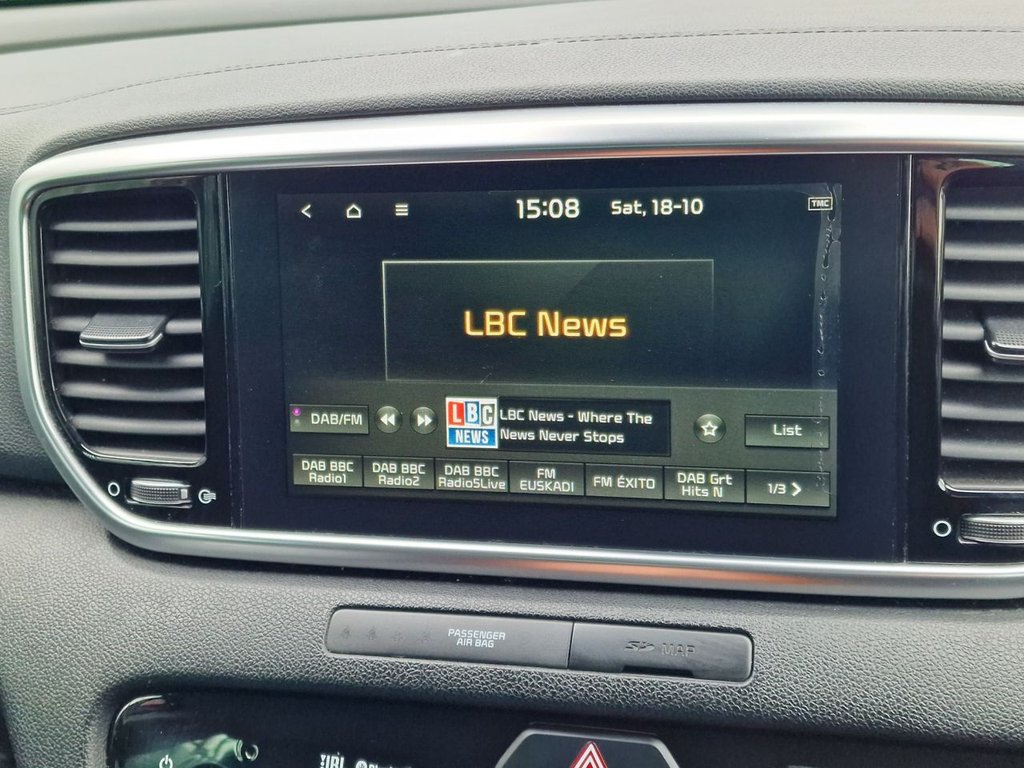 15:08 Sat, 18-10 TMC
LBC News
DAB/FM
LBC
NEWS
LBC News - Where The
News Never Stops
List
DAB BBC
Radio1
DAB BBC
Radio2
DAB BBC
Radio5Live
FM
EUSKADI
FM ÉXITO
DAB Grt
Hits N
1/3
PASSENGER
AIR BAG
SD MAP
JBL